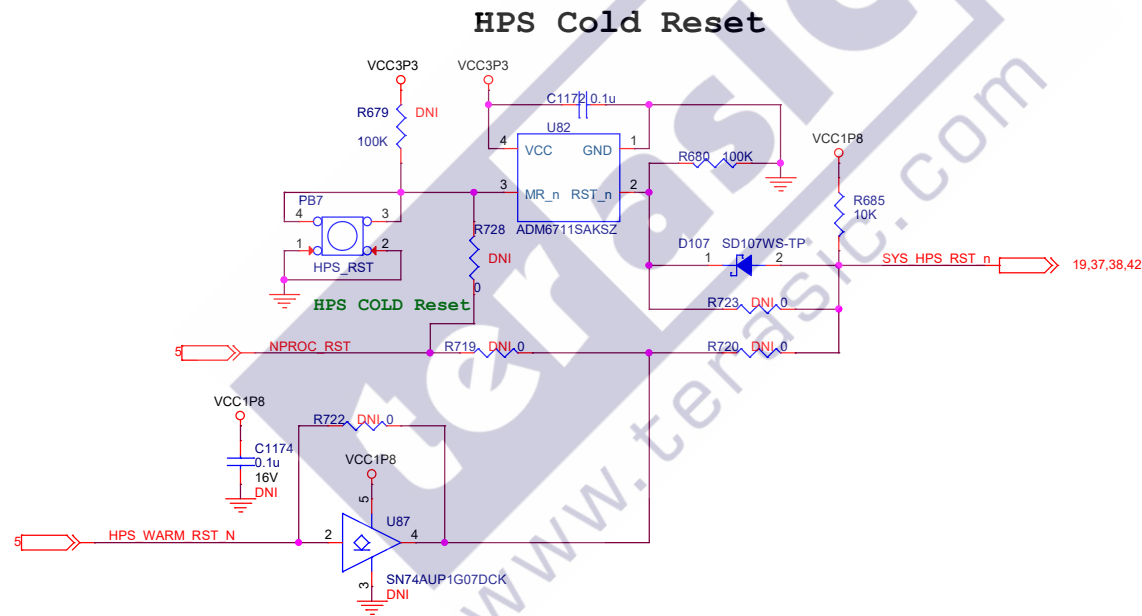 HPS Cold Reset
VCC3P3
VCC3P3
C1172 0.1u
R679
DNI
100K
U82
4
VCC
GND
1
VCC1P8
R680 100K
3
MR_n
RST_n
2
PB7
4
3
1
2
HPS_RST
ADM6711SAKSZ
R728
DNI
0
R685
10K
D107
SD107WS-TP
1
2
SYS_HPS_RST_n
19,37,38,42
HPS COLD Reset
R723 DNI 0
5
NPROC_RST
R719 DNI 0
R720 DNI 0
VCC1P8
R722 DNI 0
C1174
0.1u
16V
DNI
VCC1P8
5
U87
5
HPS_WARM_RST_N
2
4
3
SN74AUP1G07DCK
DNI
terasic
www.terasic.com